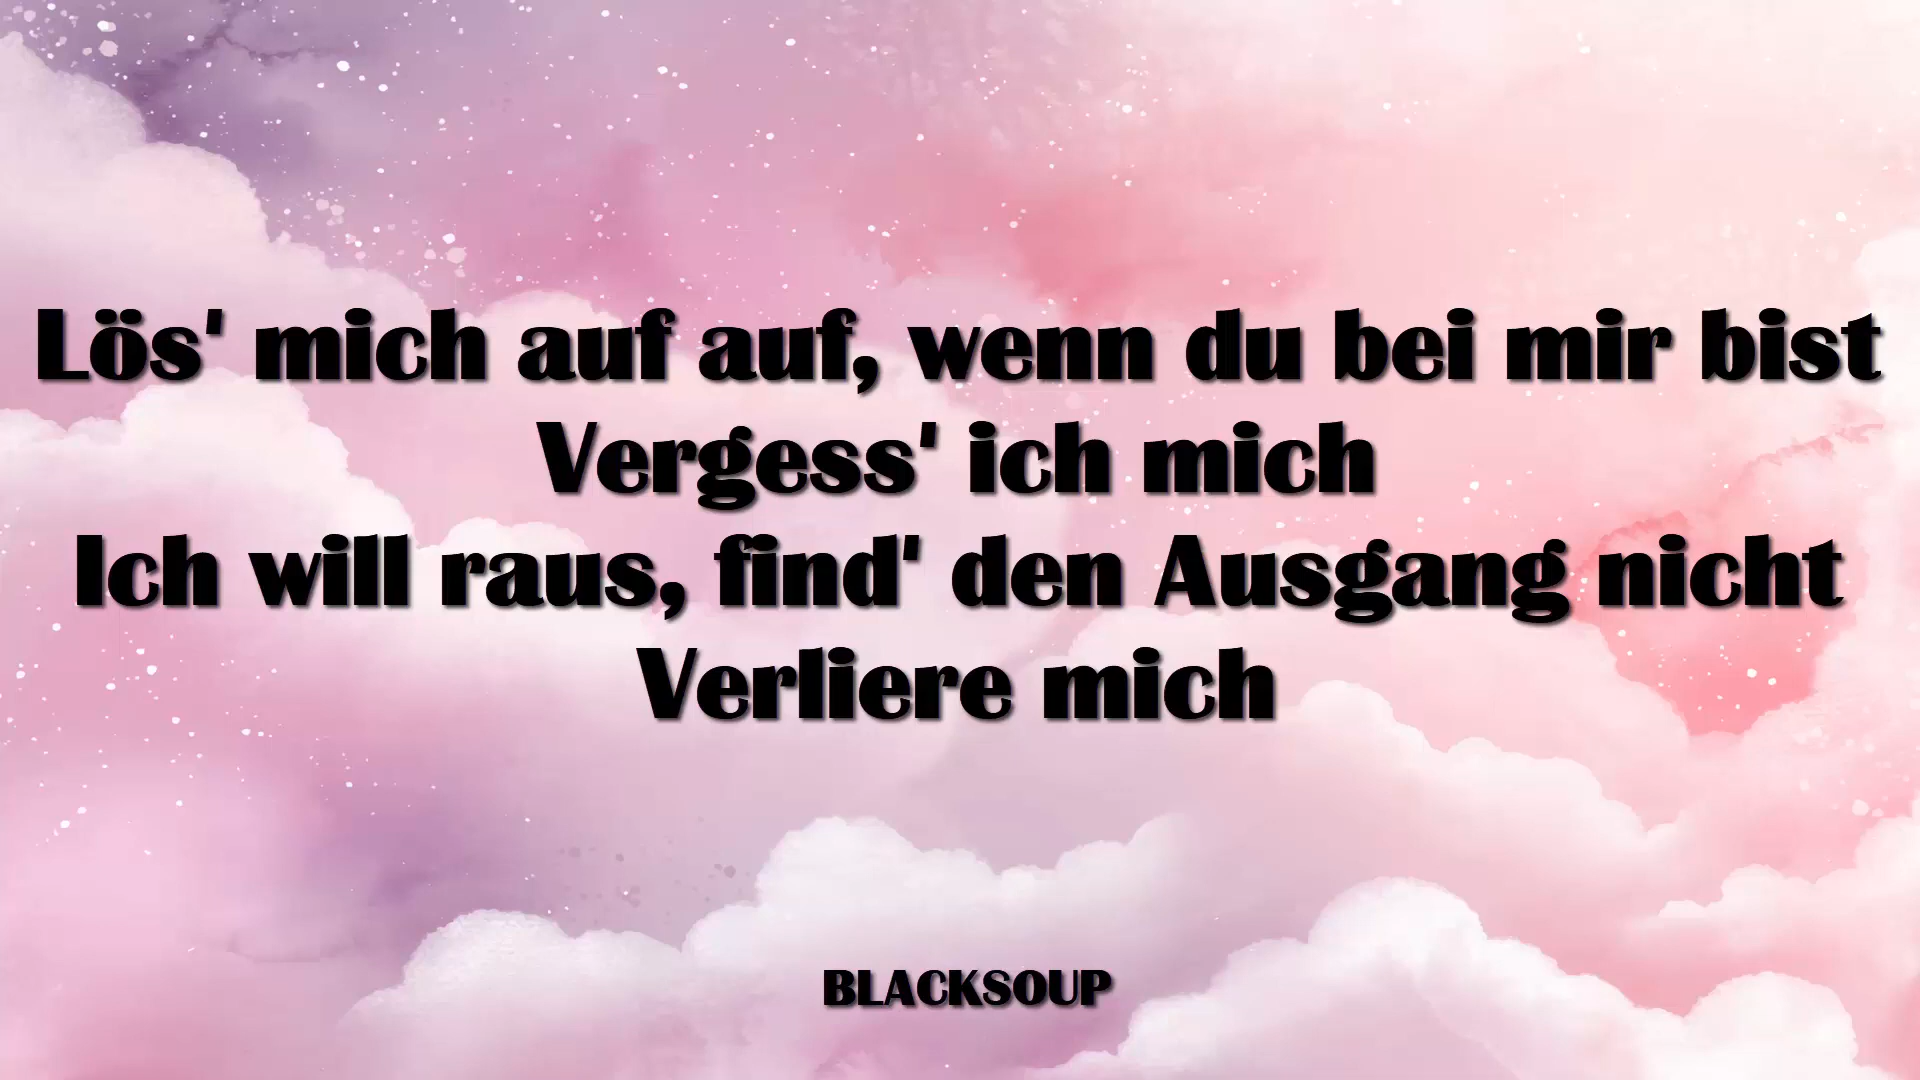 Lös' mich auf auf, wenn du bei mir bist
Vergess' ich mich
Ich will raus, find' den Ausgang nicht
Verliere mich
BLACKSOUP